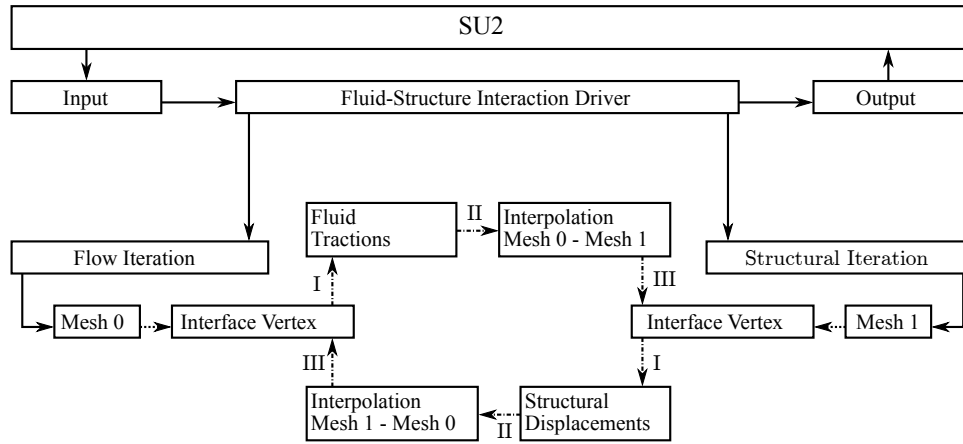 SU2
Input
Fluid-Structure Interaction Driver
Output
Fluid
Tractions
II
Interpolation
Mesh 0 - Mesh 1
Flow Iteration
Structural Iteration
I
III
Mesh 0
Interface Vertex
Interface Vertex
Mesh 1
III
I
Interpolation
Mesh 1 - Mesh 0
II
Structural
Displacements